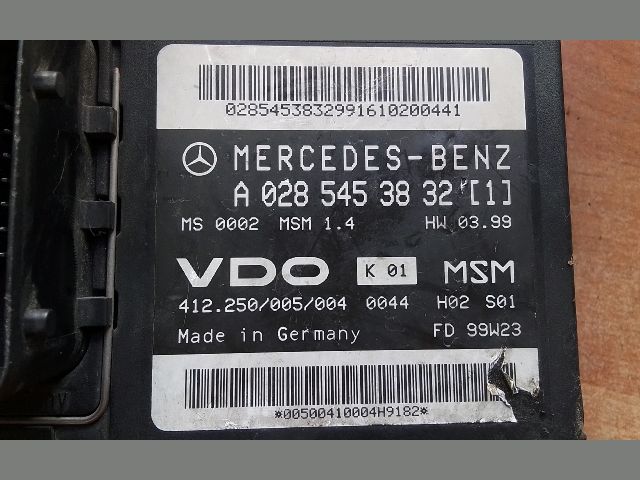 0285453832991610200441
MERCEDES-BENZ
A 028 545 38 32 [1]
MS 0002 MSM 1.4 HW 03.99
VDO K 01 MSM
412.250/005/004 0044 H02 S01
Made in Germany FD 99W23
*00500410004H9182*